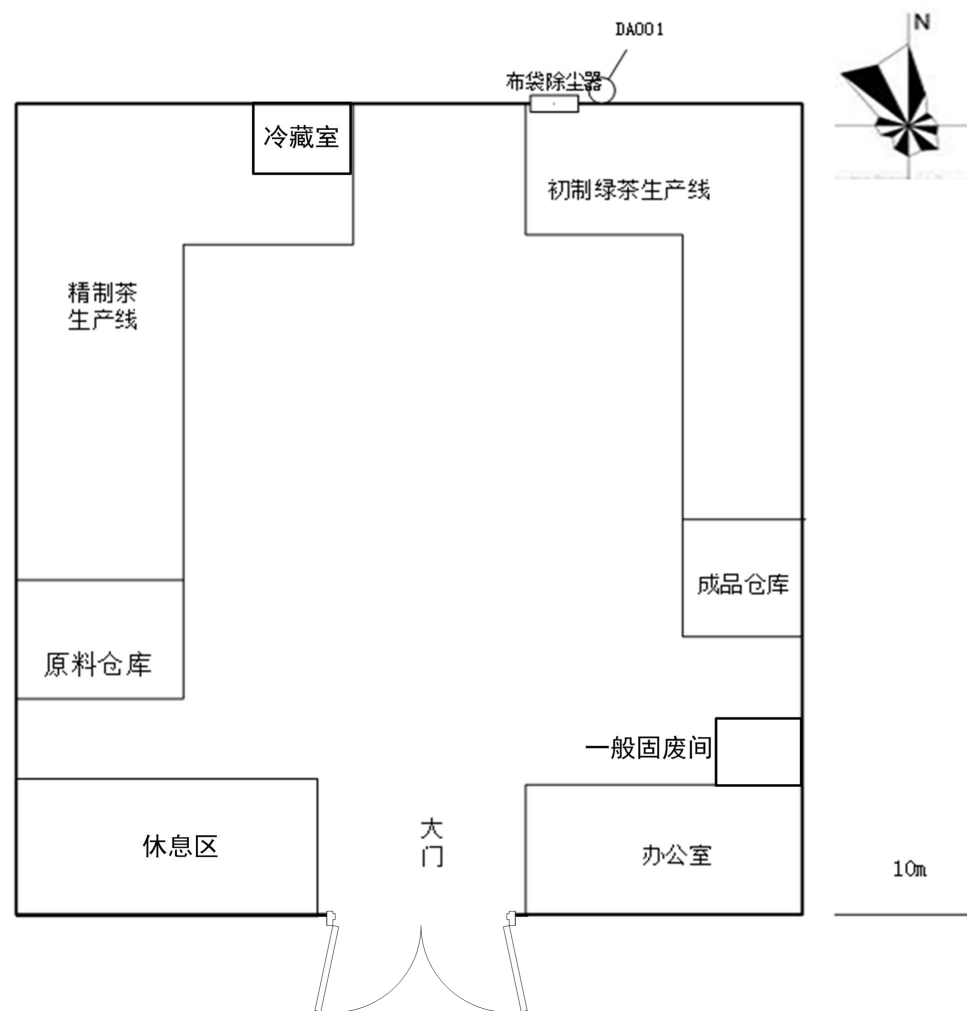 DA001
N
布袋除尘器
冷藏室
初制绿茶生产线
精制茶
生产线
成品仓库
原料仓库
一般固废间
休息区
大
门
办公室
10m